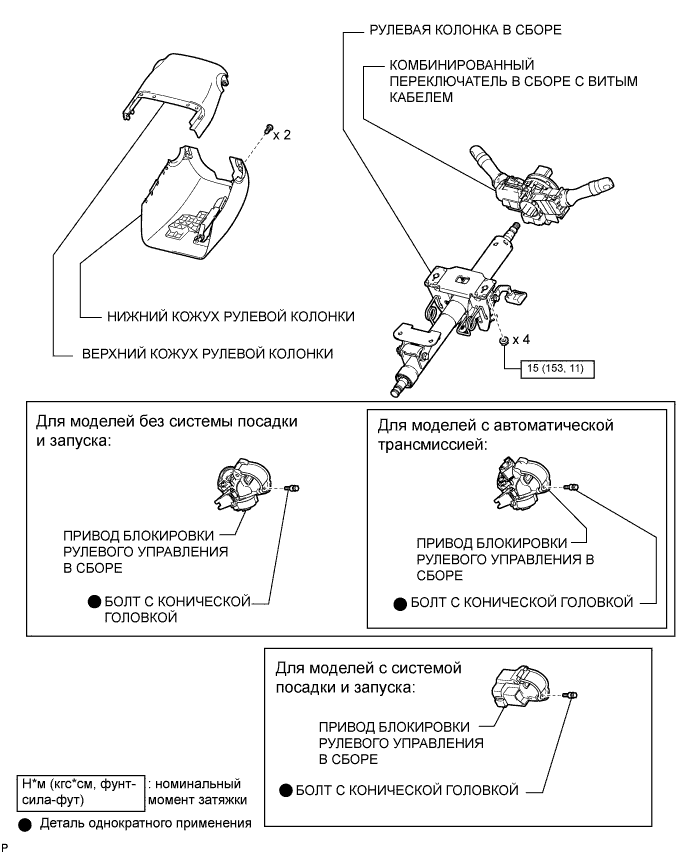 РУЛЕВАЯ КОЛОНКА В СБОРЕ
КОМБИНИРОВАННЫЙ
ПЕРЕКЛЮЧАТЕЛЬ В СБОРЕ С ВИТЫМ
КАБЕЛЕМ
x 2
НИЖНИЙ КОЖУХ РУЛЕВОЙ КОЛОНКИ
ВЕРХНИЙ КОЖУХ РУЛЕВОЙ КОЛОНКИ
x 4
15 (153, 11)
Для моделей без системы посадки
и запуска:
ПРИВОД БЛОКИРОВКИ
РУЛЕВОГО УПРАВЛЕНИЯ
В СБОРЕ
БОЛТ С КОНИЧЕСКОЙ
ГОЛОВКОЙ
Для моделей с автоматической
трансмиссией:
ПРИВОД БЛОКИРОВКИ
РУЛЕВОГО УПРАВЛЕНИЯ В
СБОРЕ
БОЛТ С КОНИЧЕСКОЙ ГОЛОВКОЙ
Для моделей с системой
посадки и запуска:
ПРИВОД БЛОКИРОВКИ
РУЛЕВОГО УПРАВЛЕНИЯ
В СБОРЕ
БОЛТ С КОНИЧЕСКОЙ ГОЛОВКОЙ
Н*м (кгс*см, фунт-
сила-фут)
: номинальный
момент затяжки
Деталь однократного применения
P